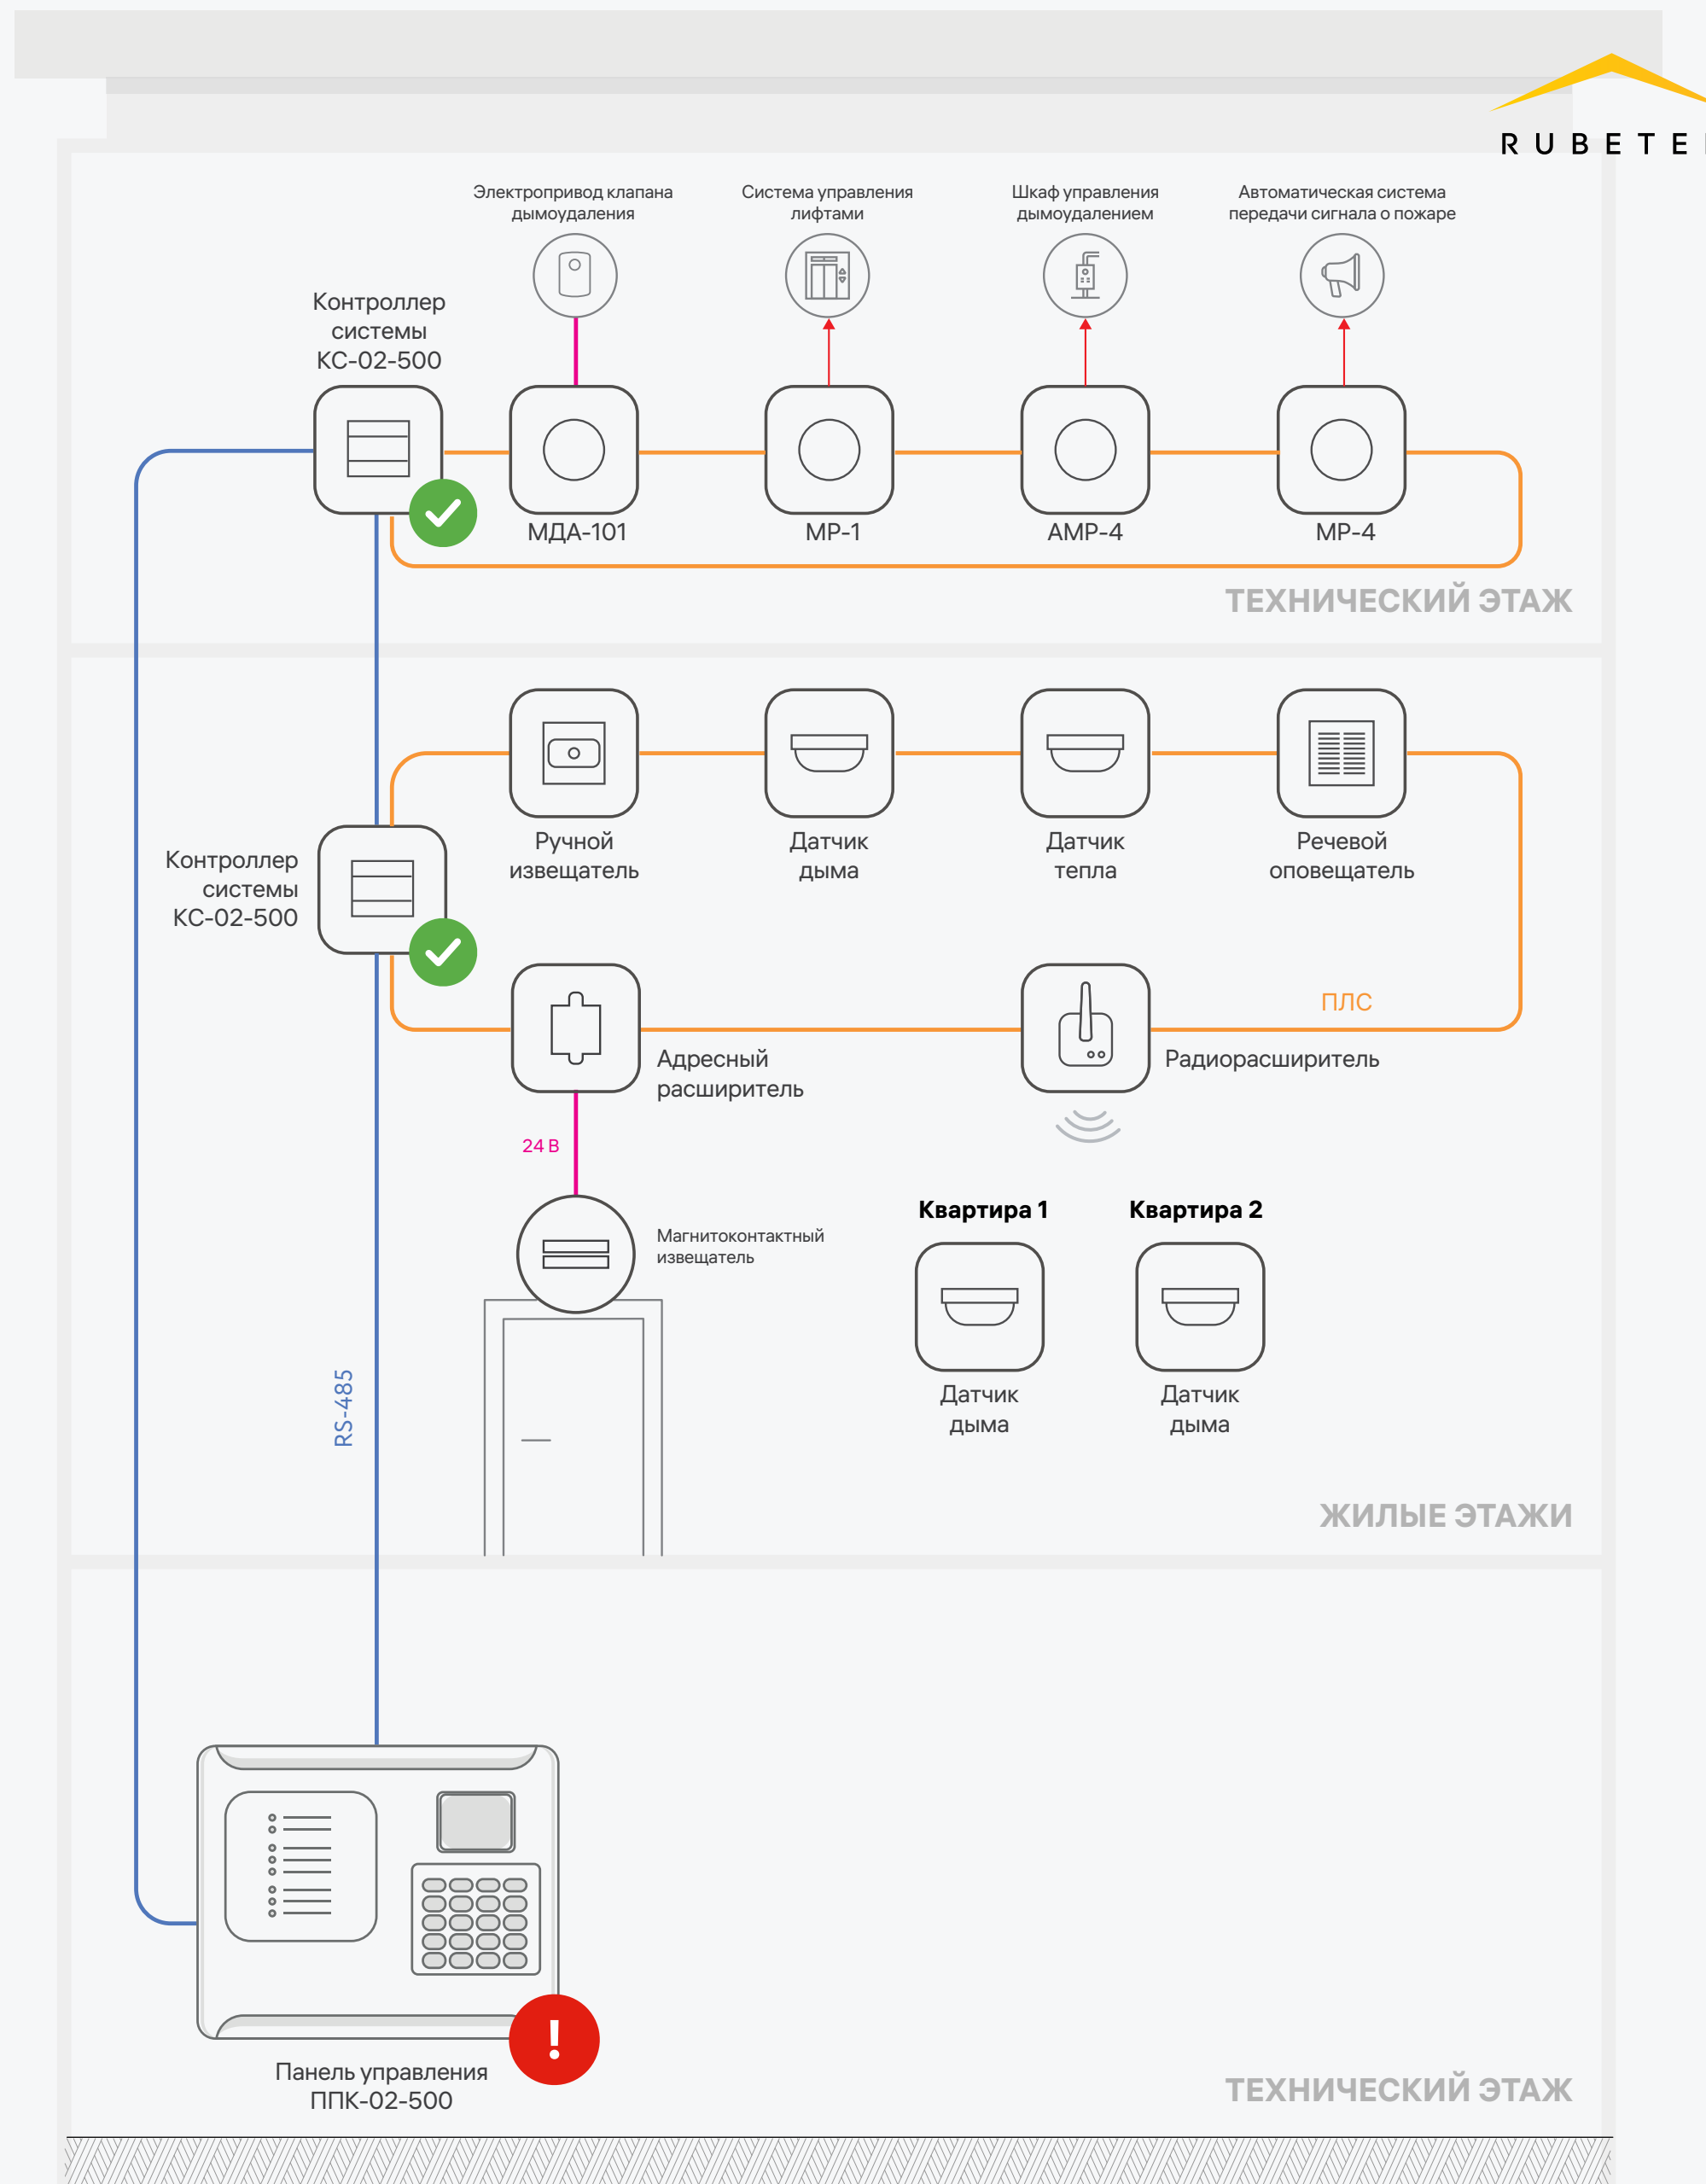 RUBETE
Электропривод клапана
дымоудаления
Система управления
лифтами
Шкаф управления
дымоудалением
Автоматическая система
передачи сигнала о пожаре
Контроллер
системы
КС-02-500
МДА-101
МР-1
АМР-4
МР-4
ТЕХНИЧЕСКИЙ ЭТАЖ
Ручной
извещатель
Датчик
дыма
Датчик
тепла
Речевой
оповещатель
Контроллер
системы
КС-02-500
ПЛС
Адресный
расширитель
Радиорасширитель
24 В
Магнитоконтактный
извещатель
Квартира 1
Квартира 2
Датчик
дыма
Датчик
дыма
RS-485
ЖИЛЫЕ ЭТАЖИ
!
Панель управления
ППК-02-500
ТЕХНИЧЕСКИЙ ЭТАЖ